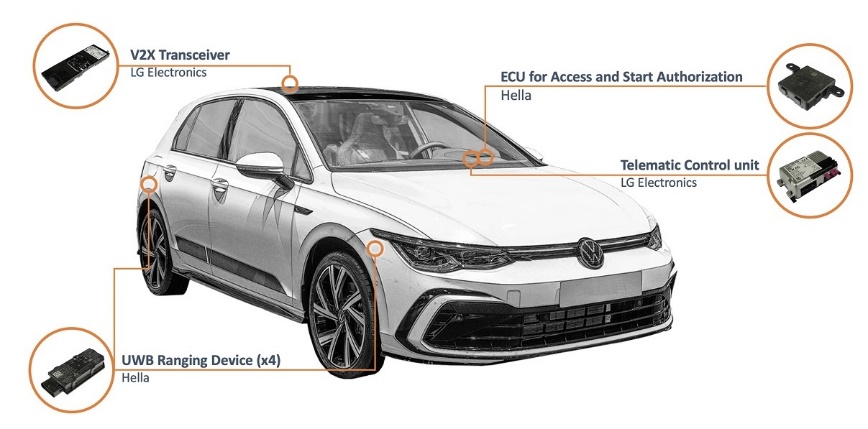 V2X Transceiver
LG Electronics
ECU for Access and Start Authorization
Hella
Telematic Control unit
LG Electronics
UWB Ranging Device (x4)
Hella